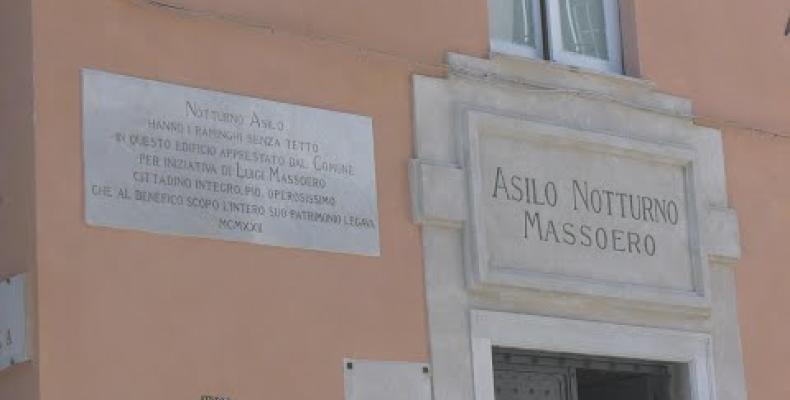 NOTTURNO ASILO
HANNO I RAMINGHI SENZA TETTO
IN QUESTO EDIFICIO APPRESTATO DAL COMUNE
PER INIZIATIVA DI LUIGI MASSOERO
CITTADINO INTEGRO, PIO, OPEROSISSIMO
CHE AL BENEFICO SCOPO L'INTERO SUO PATRIMONIO LEGAVA
MCMXXII
ASILO NOTTURNO
MASSOERO